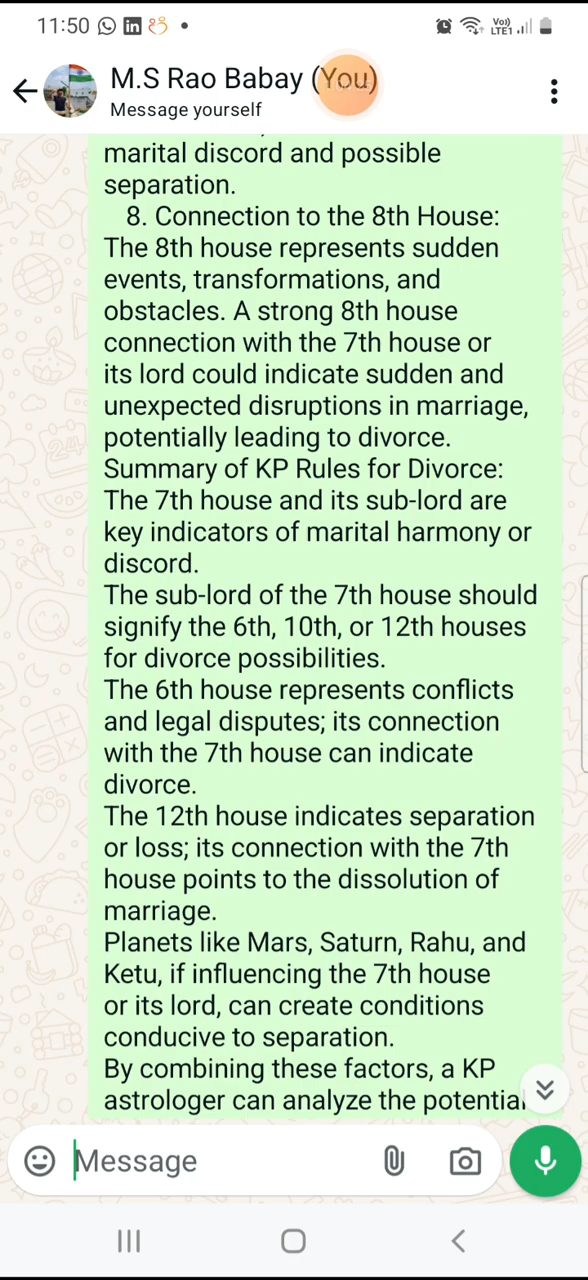 11:50
Vo)) LTE1
M.S Rao Babay (You)
Message yourself
marital discord and possible
separation.
8. Connection to the 8th House:
The 8th house represents sudden
events, transformations, and
obstacles. A strong 8th house
connection with the 7th house or
its lord could indicate sudden and
unexpected disruptions in marriage,
potentially leading to divorce.
Summary of KP Rules for Divorce:
The 7th house and its sub-lord are
key indicators of marital harmony or
discord.
The sub-lord of the 7th house should
signify the 6th, 10th, or 12th houses
for divorce possibilities.
The 6th house represents conflicts
and legal disputes; its connection
with the 7th house can indicate
divorce.
The 12th house indicates separation
or loss; its connection with the 7th
house points to the dissolution of
marriage.
Planets like Mars, Saturn, Rahu, and
Ketu, if influencing the 7th house
or its lord, can create conditions
conducive to separation.
By combining these factors, a KP
astrologer can analyze the potential
Message